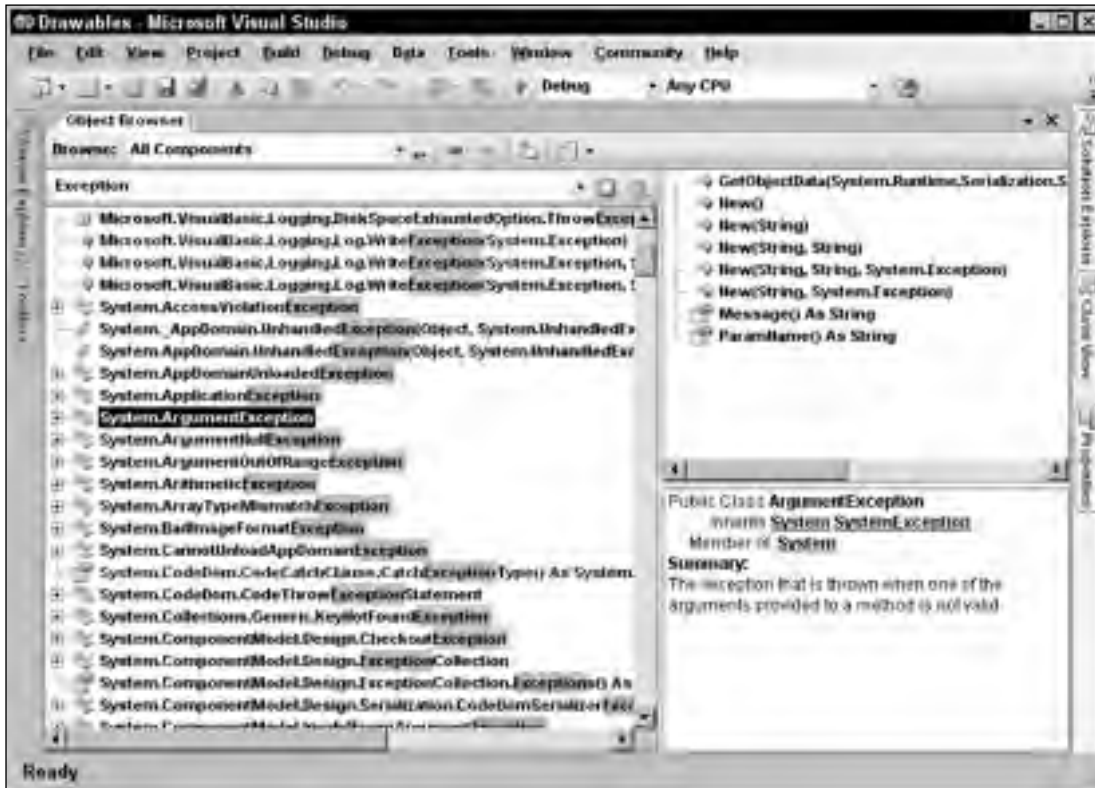 Drawables - Microsoft Visual Studio
File Edit View Project Build Debug Data Tools Window Community Help
Debug Any CPU
Object Browser
Browse: All Components
Exception
Microsoft.VisualBasic.Logging.DiskSpaceExhaustedOption.ThrowExcep
Microsoft.VisualBasic.Logging.Log.WriteException(System.Exception)
Microsoft.VisualBasic.Logging.Log.WriteException(System.Exception, S
Microsoft.VisualBasic.Logging.Log.WriteException(System.Exception, S
System.AccessViolationException
System._AppDomain.UnhandledException(Object, System.UnhandledEx
System.AppDomain.UnhandledException(Object, System.UnhandledExc
System.AppDomainUnloadedException
System.ApplicationException
System.ArgumentException
System.ArgumentNullException
System.ArgumentOutOfRangeException
System.ArithmeticException
System.ArrayTypeMismatchException
System.BadImageFormatException
System.CannotUnloadAppDomainException
System.CodeDom.CodeCatchClause.CatchExceptionType() As System.
System.CodeDom.CodeThrowExceptionStatement
System.Collections.Generic.KeyNotFoundException
System.ComponentModel.Design.CheckoutException
System.ComponentModel.Design.ExceptionCollection
System.ComponentModel.Design.ExceptionCollection.Exceptions() As
System.ComponentModel.Design.Serialization.CodeDomSerializerExce
GetObjectData(System.Runtime.Serialization.S
New()
New(String)
New(String, String)
New(String, String, System.Exception)
New(String, System.Exception)
Message() As String
ParamName() As String
Public Class ArgumentException
Inherits System.SystemException
Member of System
Summary:
The exception that is thrown when one of the
arguments provided to a method is not valid.
Solution Explorer
Class View
Properties
Toolbox
Ready